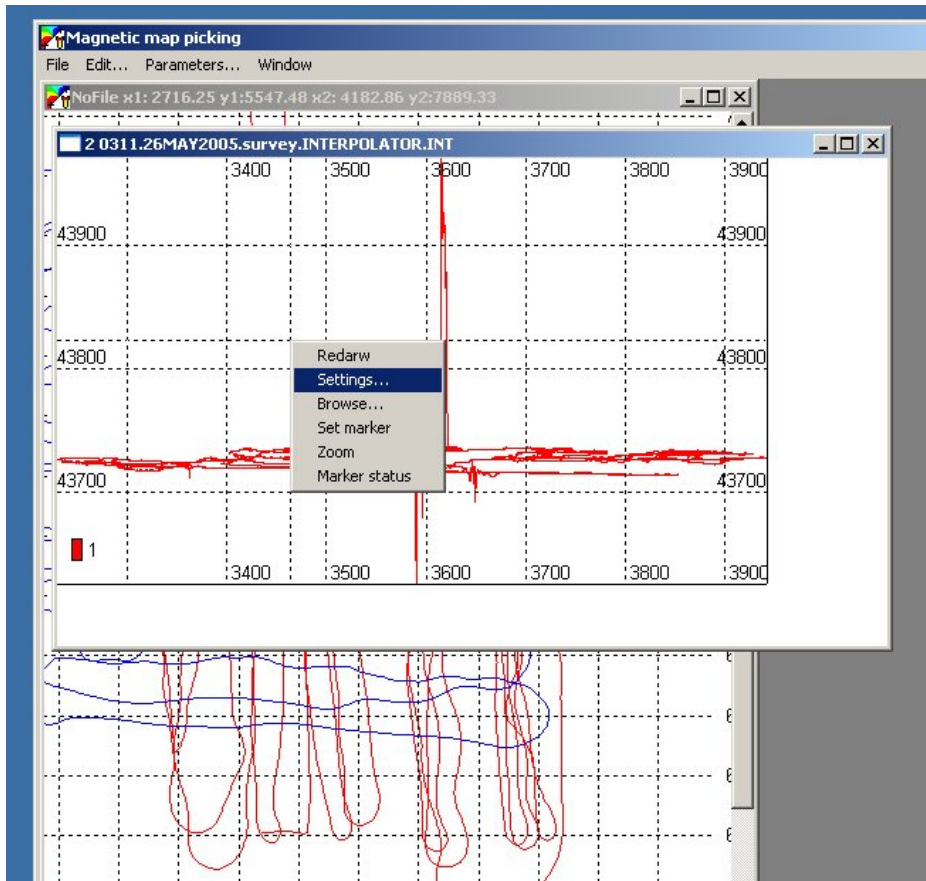 Magnetic map picking
File Edit... Parameters... Window
NoFile x1: 2716.25 y1:5547.48 x2: 4182.86 y2:7889.33
2 0311.26MAY2005.survey.INTERPOLATOR.INT
3400 3500 3600 3700 3800 3900
43900 43900
43800 43800
Redarw
Settings...
Browse...
Set marker
Zoom
Marker status
43700 43700
1
3400 3500 3600 3700 3800 3900